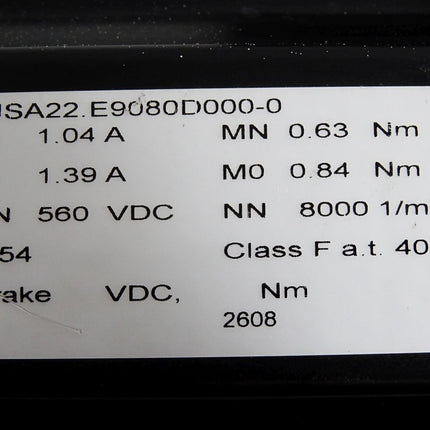 JSA22.E9080D000-0
1.04 A MN 0.63 Nm
1.39 A M0 0.84 Nm
N 560 VDC NN 8000 1/m
54 Class F a.t. 40
rake VDC, Nm
2608